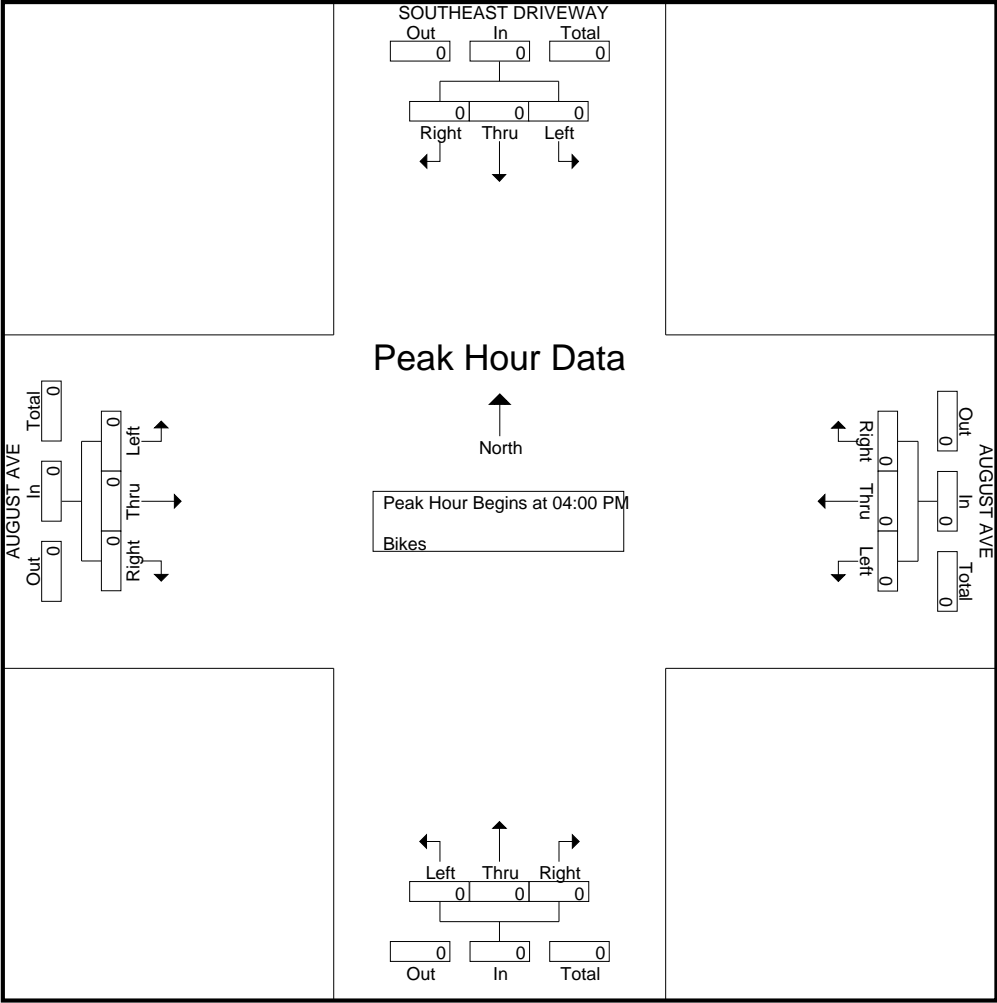 SOUTHEAST DRIVEWAY
Out In Total
0 0 0
0 0 0
Right Thru Left
Peak Hour Data
North
Peak Hour Begins at 04:00 PM
Bikes
AUGUST AVE
Out In Total
0 0 0
0 0 0
Right Thru Left
AUGUST AVE
Out In Total
0 0 0
0 0 0
Right Thru Left
Left Thru Right
0 0 0
0 0 0
Out In Total